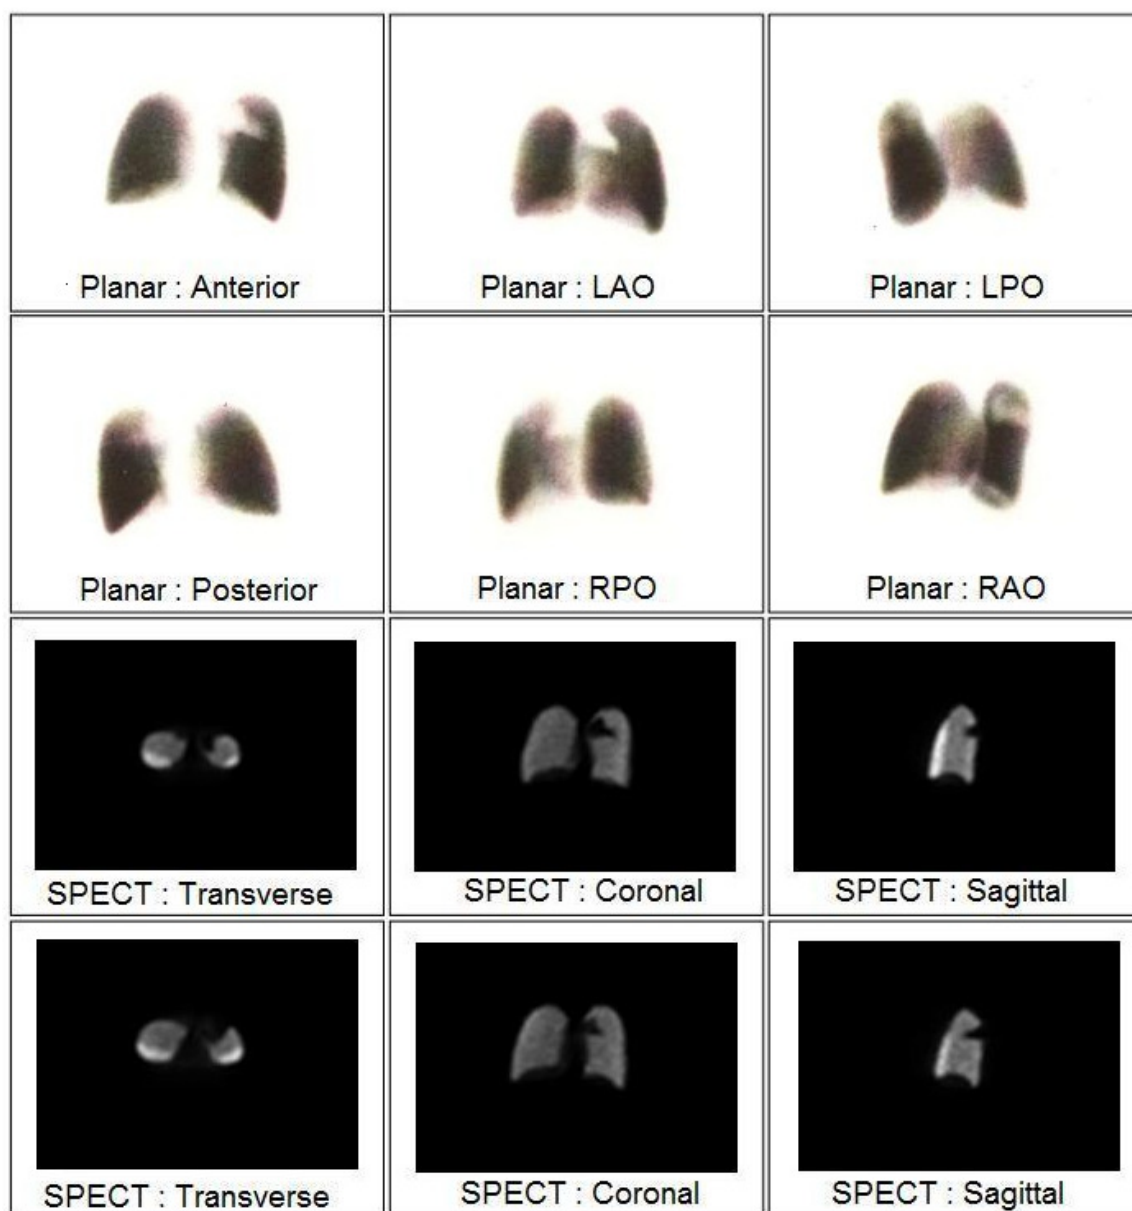 Planar : Anterior
Planar : LAO
Planar : LPO
Planar : Posterior
Planar : RPO
Planar : RAO
SPECT : Transverse
SPECT : Coronal
SPECT : Sagittal
SPECT : Transverse
SPECT : Coronal
SPECT : Sagittal